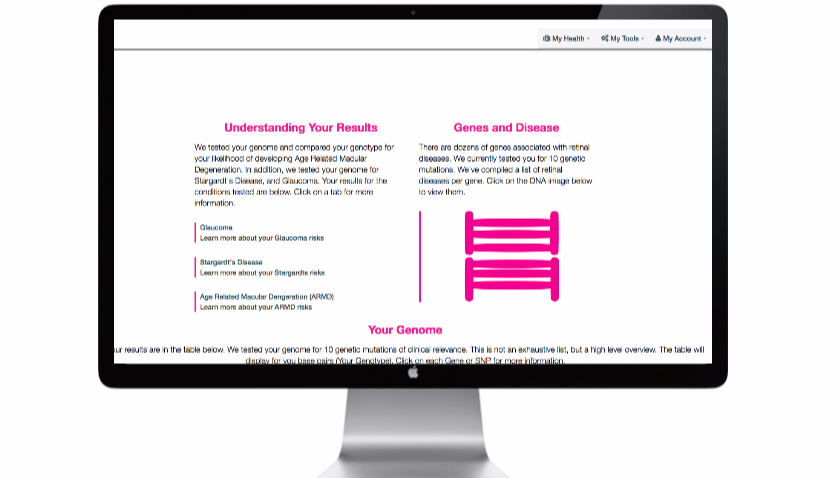 My Health
My Tools
My Account
Understanding Your Results
We tested your genome and compared your genotype for
your likelihood of developing Age Related Macular
Degeneration. In addition, we tested your genome for
Stargardt's Disease, and Glaucoma. Your results for the
conditions tested are below. Click on a tab for more
information.
Glaucoma
Learn more about your Glaucoma risks
Stargardt's Disease
Learn more about your Stargardts risks
Age Related Macular Dengeration (ARMD)
Learn more about your ARMD risks
Genes and Disease
There are dozens of genes associated with retinal
diseases. We currently tested you for 10 genetic
mutations. We've compiled a list of retinal
diseases per gene. Click on the DNA image below
to view them.
Your Genome
ur results are in the table below. We tested your genome for 10 genetic mutations of clinical relevance. This is not an exhaustive list, but a high level overview. The table will
display for you base pairs (Your Genotype). Click on each Gene or SNP for more information.